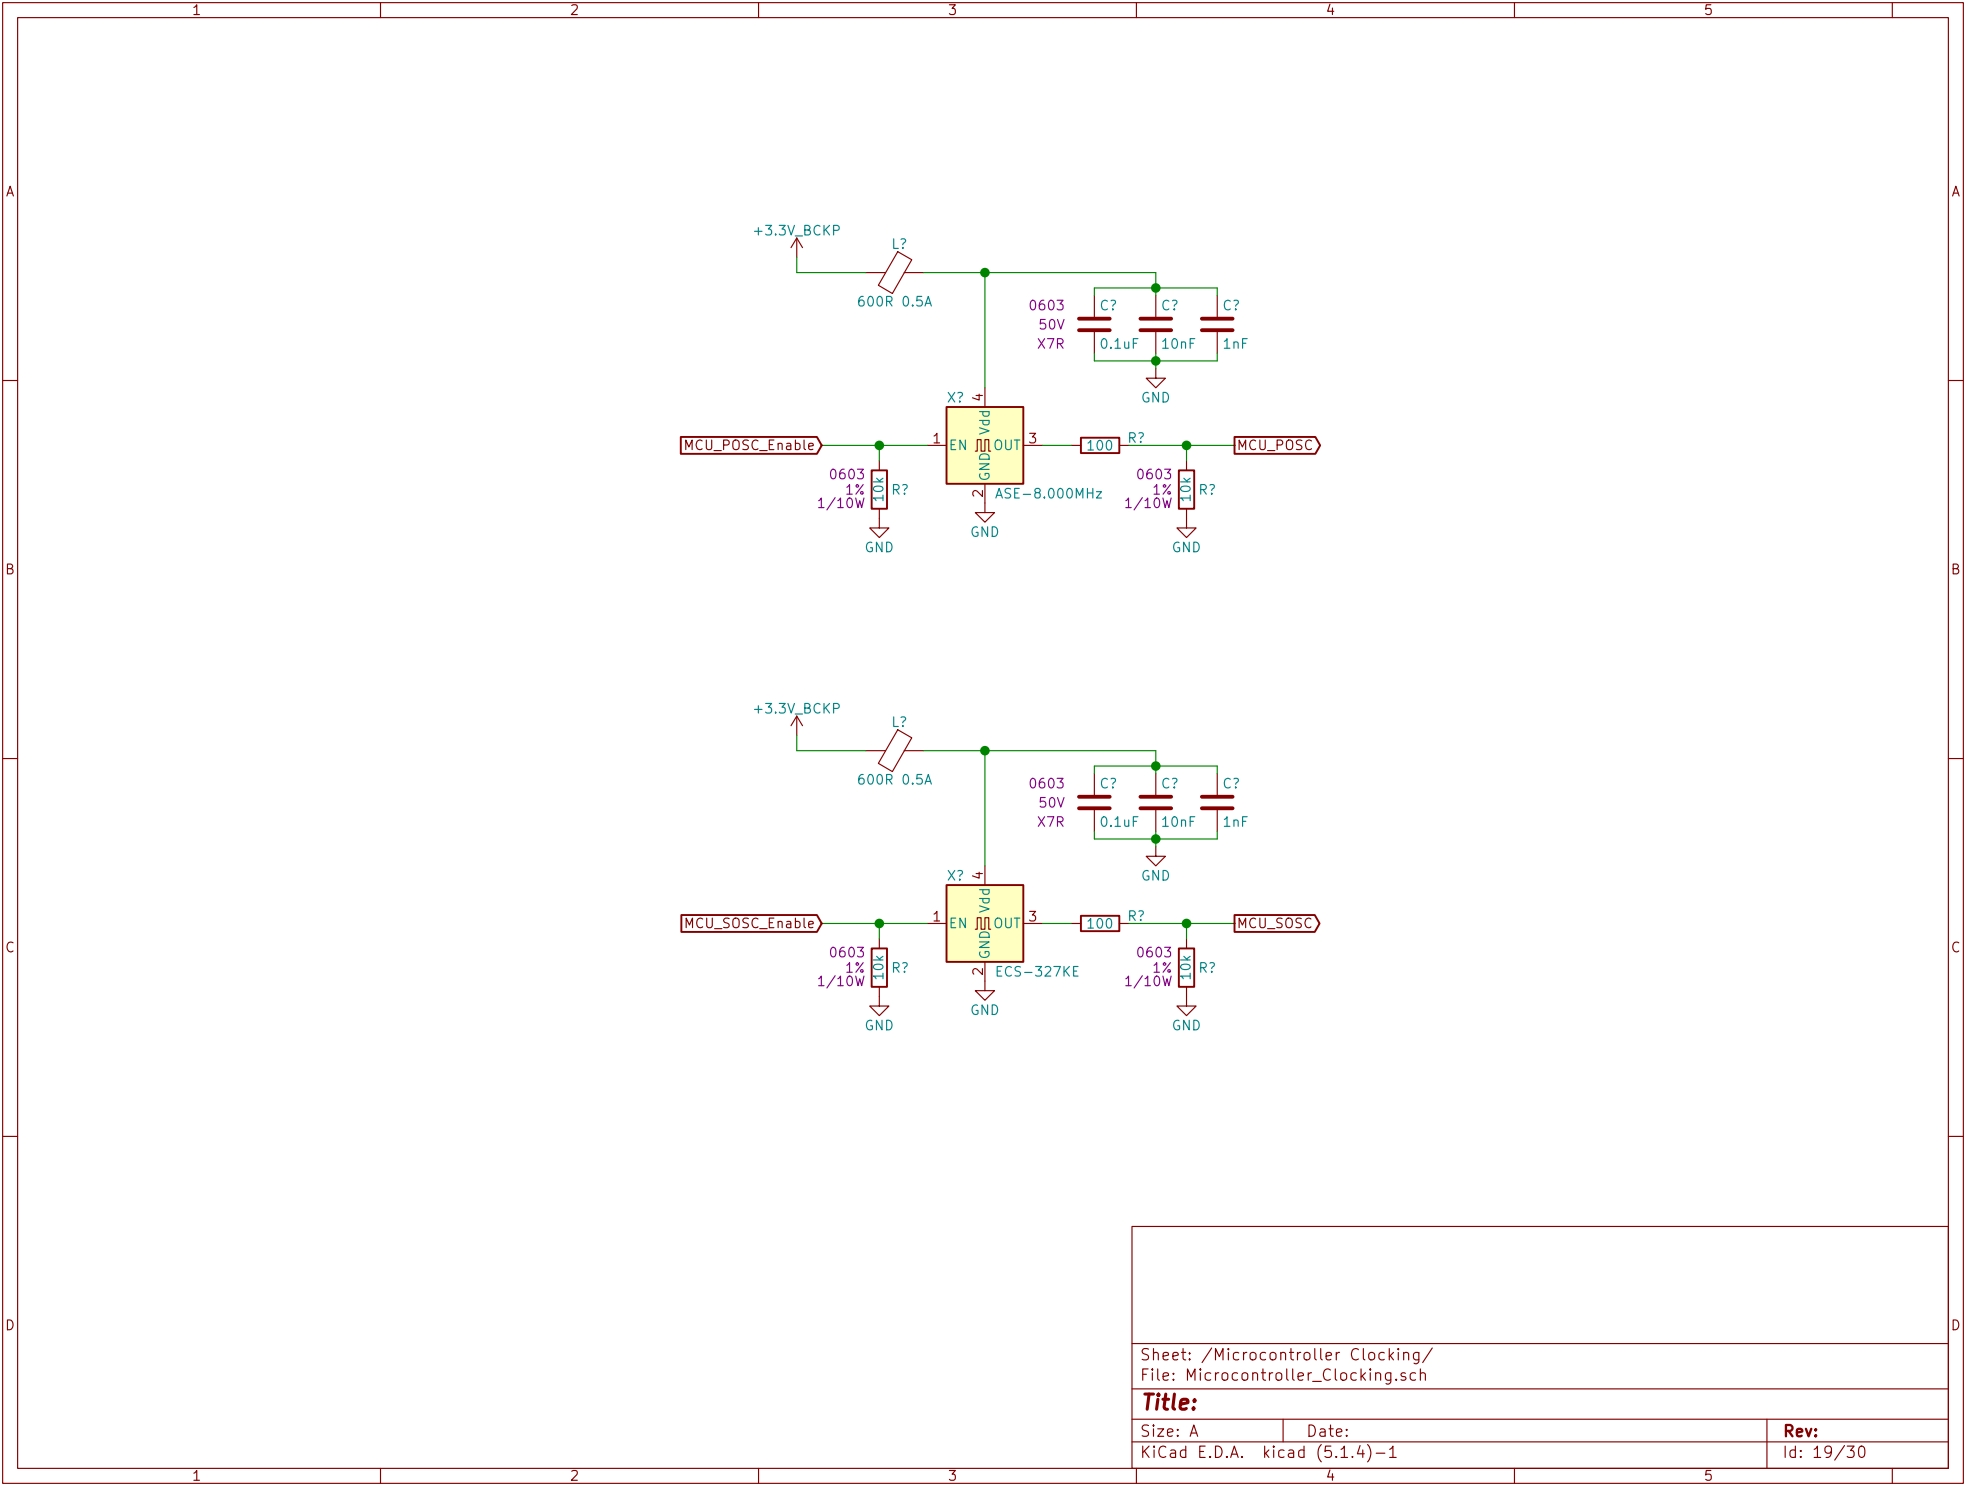 1 2 3 4 5
A A
+3.3V_BCKP
L?
600R 0.5A
0603 C? C? C?
50V
X7R 0.1uF 10nF 1nF
GND
X? 4
Vdd
MCU_POSC_Enable 1 EN OUT 3 100 R? MCU_POSC
GND
0603
1%
1/10W
10k R?
2 ASE-8.000MHz
GND
0603
1%
1/10W
10k R?
GND
GND
B B
+3.3V_BCKP
L?
600R 0.5A
0603 C? C? C?
50V
X7R 0.1uF 10nF 1nF
GND
X? 4
Vdd
MCU_SOSC_Enable 1 EN OUT 3 100 R? MCU_SOSC
GND
C C
0603
1%
1/10W
10k R?
2 ECS-327KE
GND
0603
1%
1/10W
10k R?
GND
GND
D D
Sheet: /Microcontroller Clocking/
File: Microcontroller_Clocking.sch
Title:
Size: A Date: Rev:
KiCad E.D.A. kicad (5.1.4)-1 Id: 19/30
1 2 3 4 5